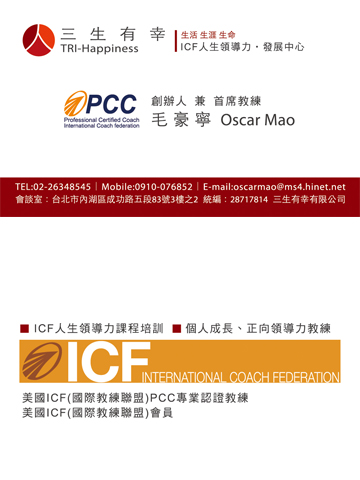 三生有幸
TRI-Happiness
生活 生涯 生命
ICF人生領導力・發展中心
PCC
Professional Certified Coach
International Coach federation
創辦人 兼 首席教練
毛豪寧 Oscar Mao
TEL:02-26348545｜Mobile:0910-076852｜E-mail:oscarmao@ms4.hinet.net
會談室：台北市內湖區成功路五段83號3樓之2 統編：28717814 三生有幸有限公司
■ ICF人生領導力課程培訓 ■ 個人成長、正向領導力教練
ICF
INTERNATIONAL COACH FEDERATION
美國ICF(國際教練聯盟)PCC專業認證教練
美國ICF(國際教練聯盟)會員